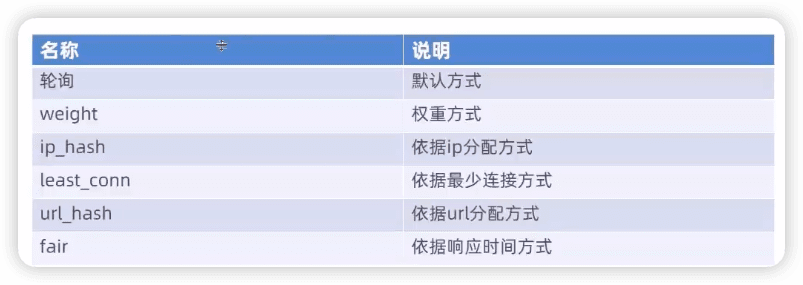 名称 说明
轮询 默认方式
weight 权重方式
ip_hash 依据ip分配方式
least_conn 依据最少连接方式
url_hash 依据url分配方式
fair 依据响应时间方式